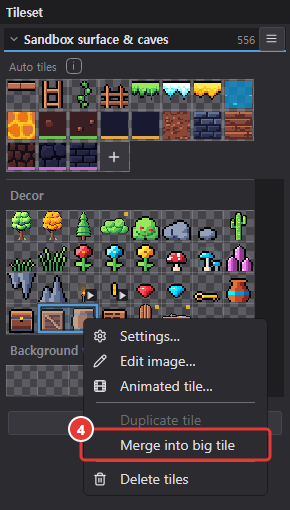 Tileset
Sandbox surface & caves 556
Auto tiles i
Decor
Settings...
Edit image...
Animated tile...
Background
Duplicate tile
4
Merge into big tile
Delete tiles